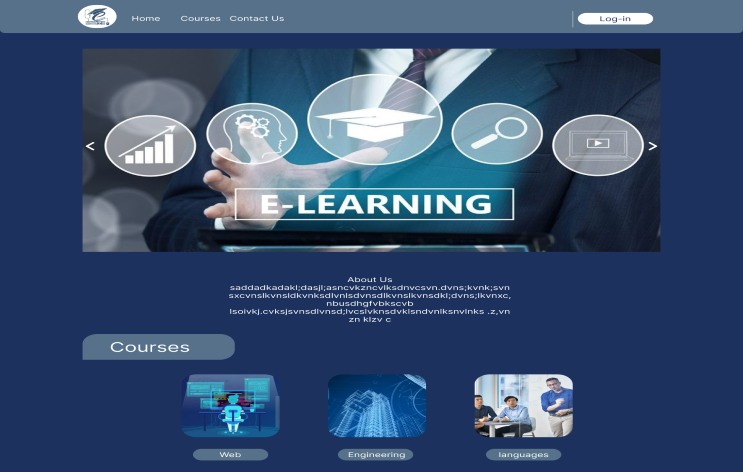 Home Courses Contact Us Log-in
< >
E-LEARNING
About Us
saddadkadakl;dasjl;asncvkzncvlksdnvcsvn.dvns;kvnk;svn
sxcvnslkvnsldkvnksdlvnlsdvnsdlkvnslkvnsdkl;dvns;lkvnxc,
nbusdhgfvbkscvb
lsoivkj.cvksjsvnsdlvnsd;lvcslvknsdvklsndvnlksnvlnks .z,vn
zn klzv c
Courses
Web Engineering languages